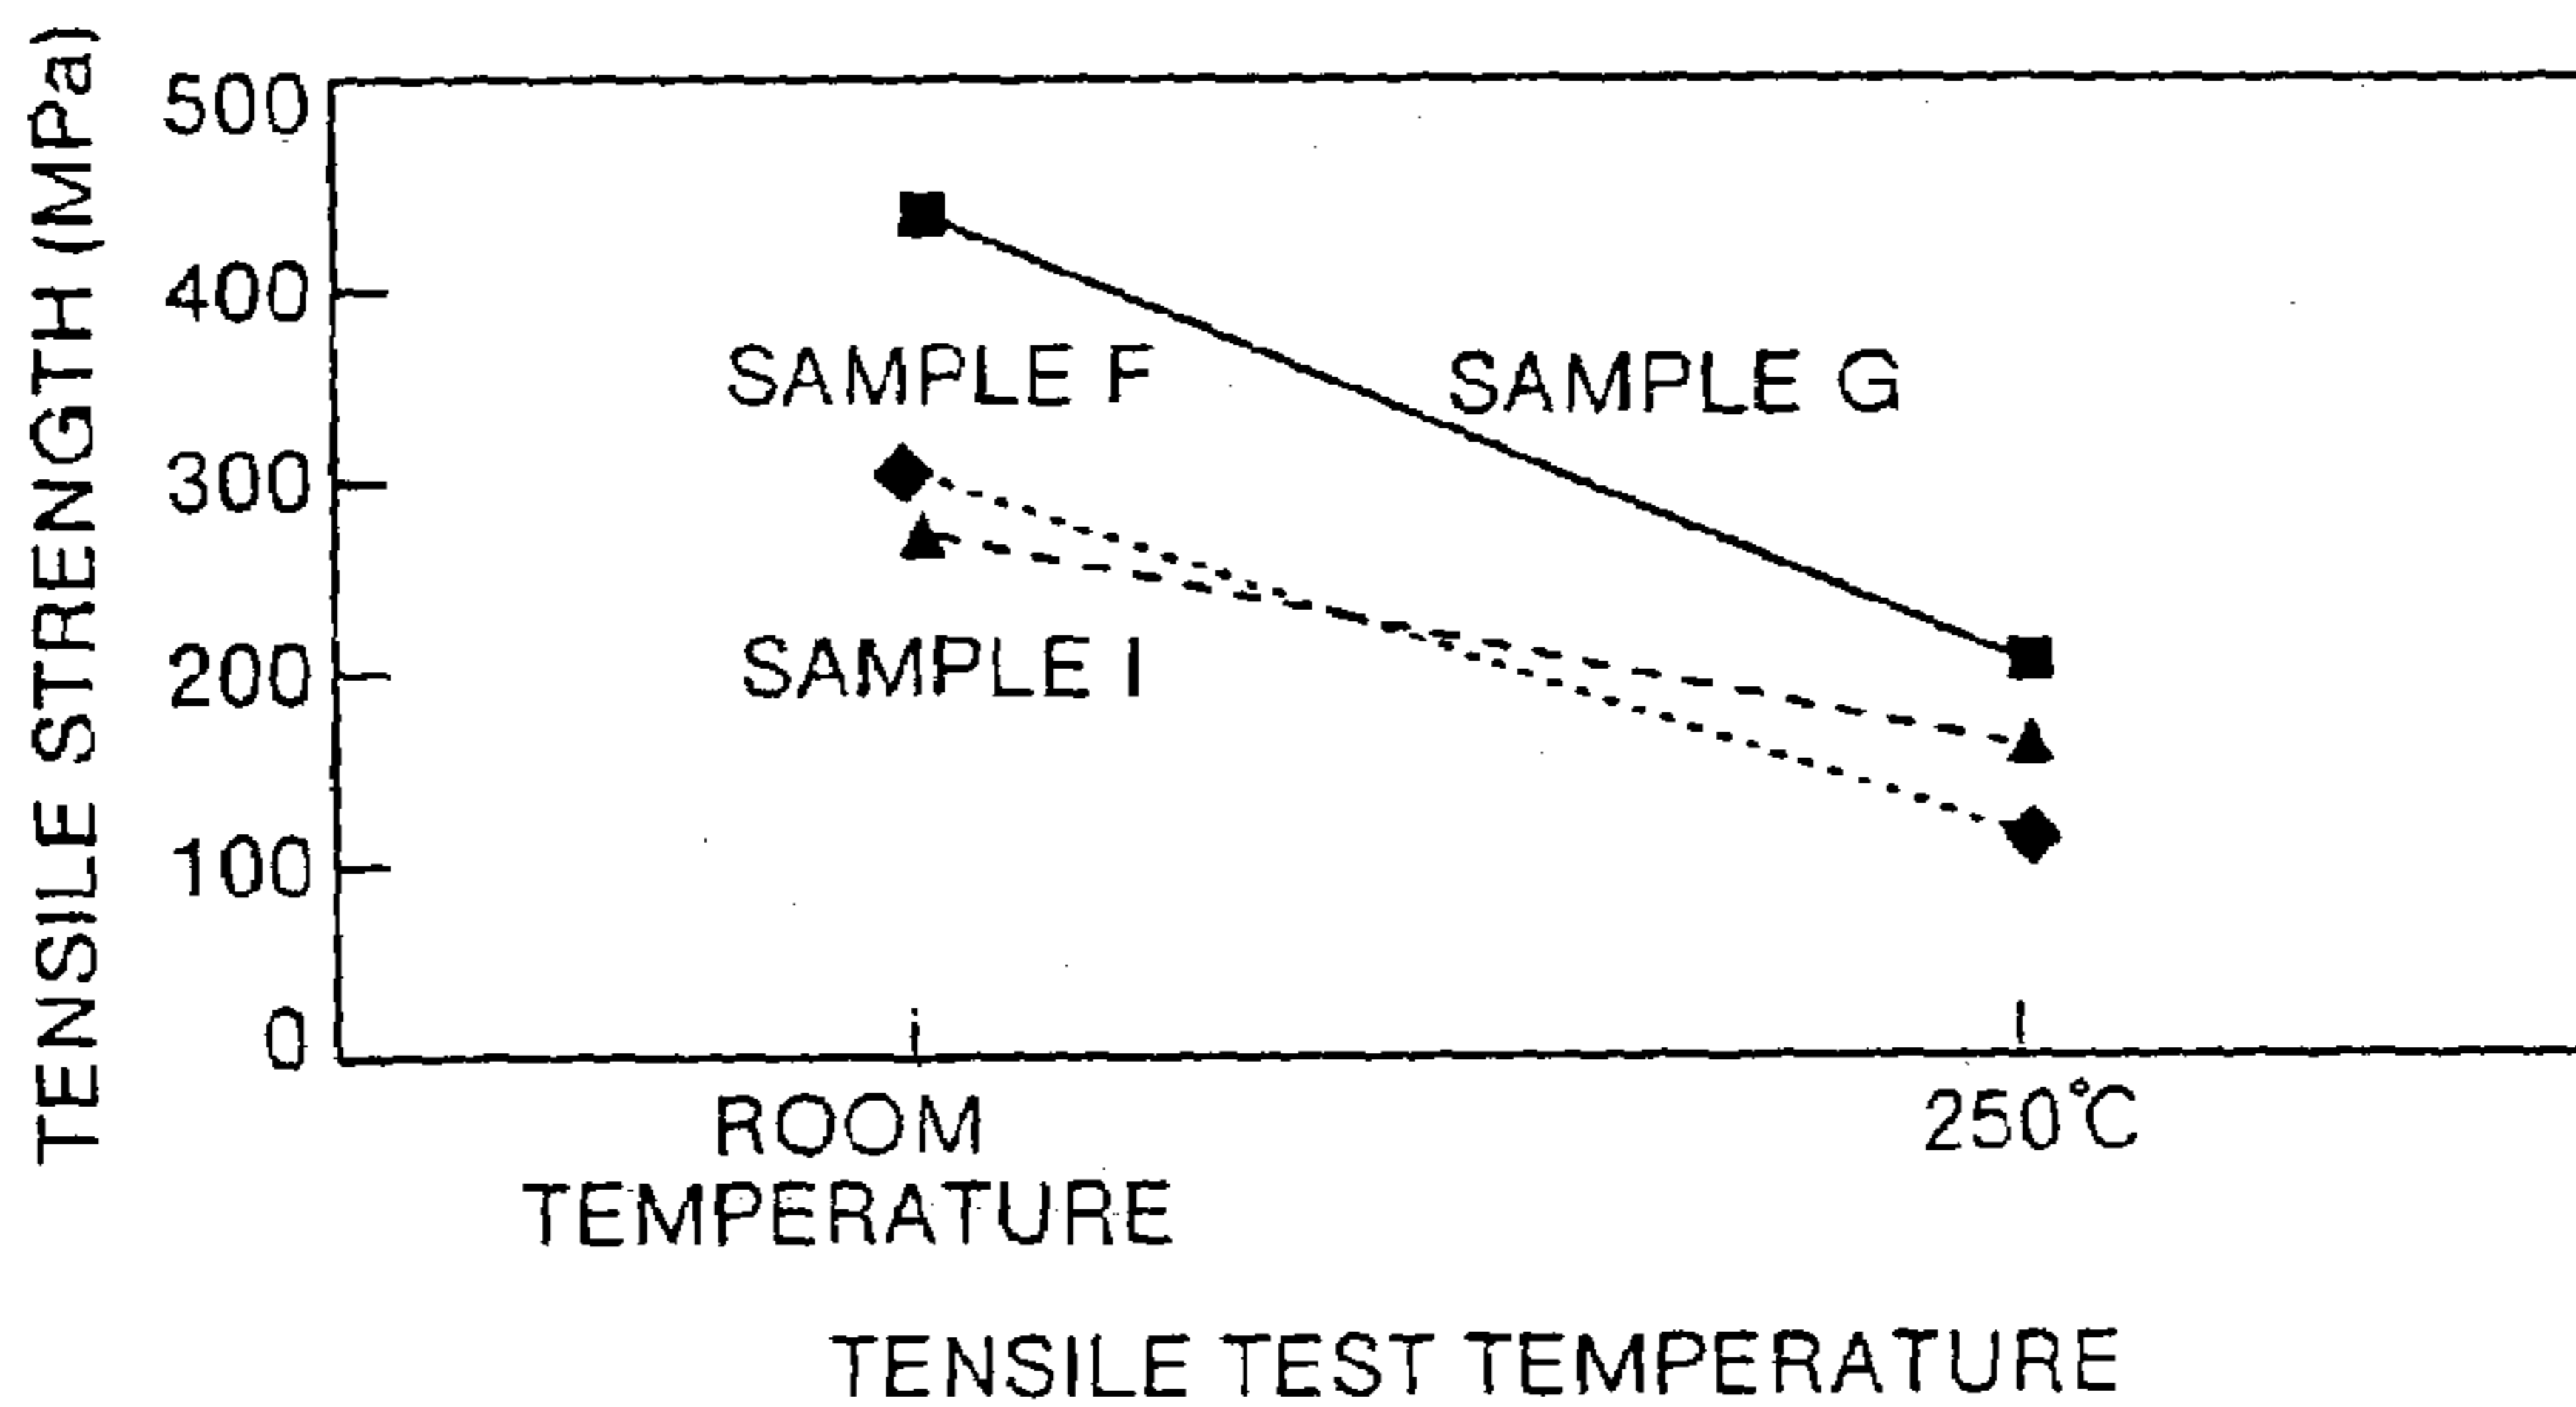 TENSILE STRENGTH (MPa)
500
400
300
200
100
0
SAMPLE F
SAMPLE G
SAMPLE I
ROOM
TEMPERATURE
250°C
TENSILE TEST TEMPERATURE